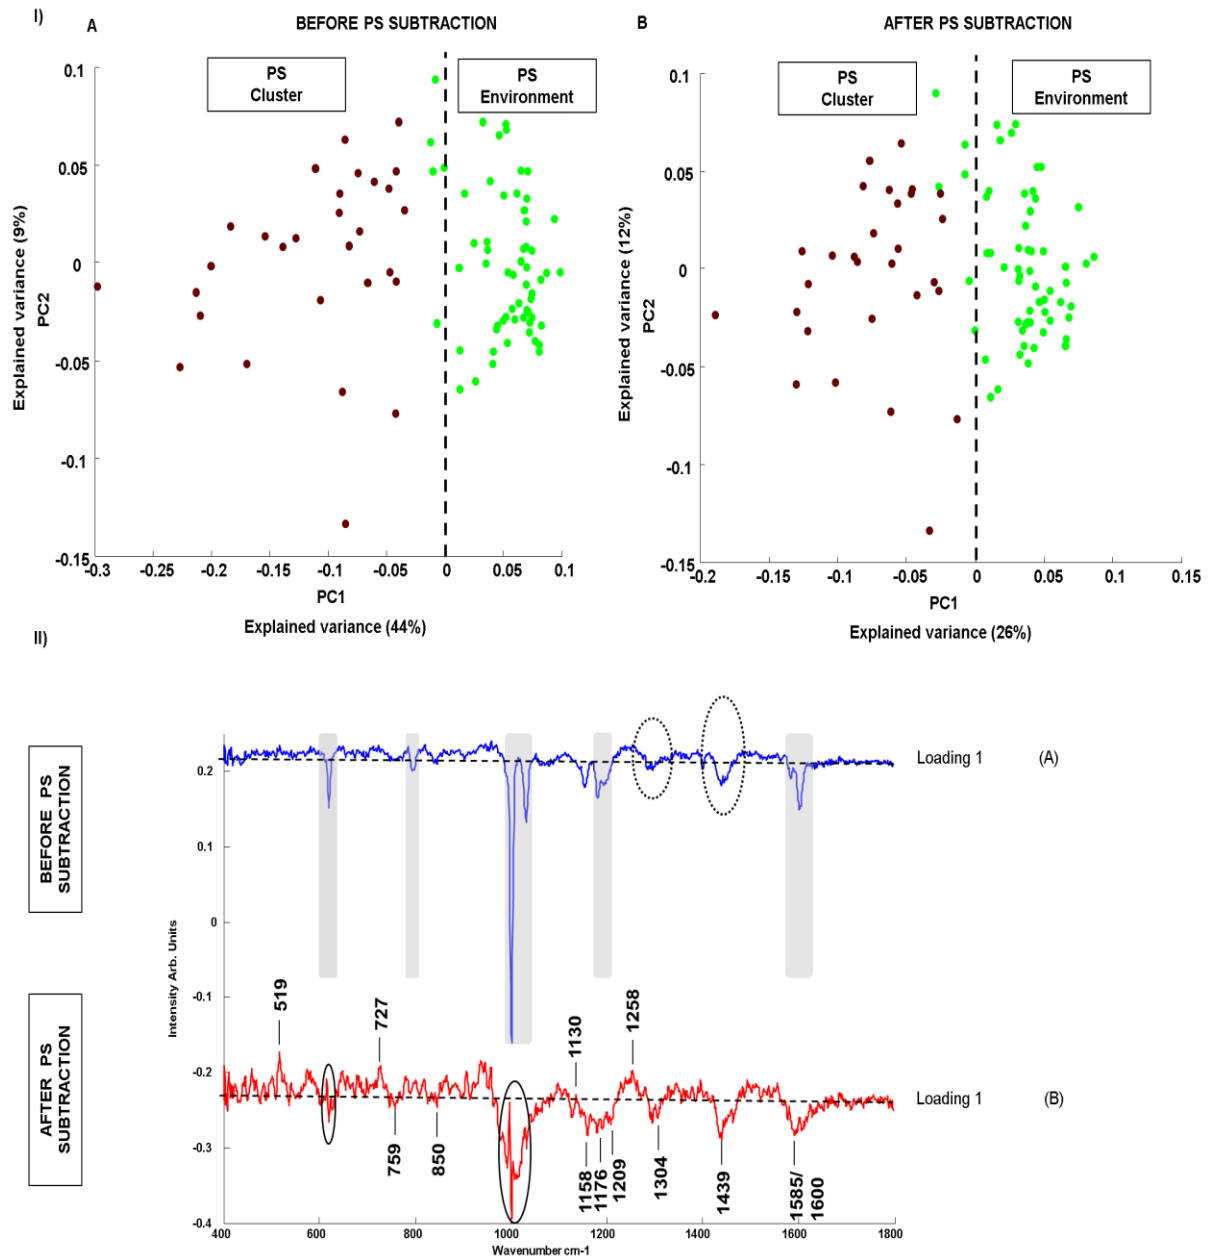 I)
A
BEFORE PS SUBTRACTION
PS
Cluster
PS
Environment
0.1
0.05
0
-0.05
-0.1
-0.15
Explained variance (9%)
PC2
-0.3
-0.25
-0.2
-0.15
-0.1
-0.05
0
0.05
0.1
PC1
Explained variance (44%)
B
AFTER PS SUBTRACTION
PS
Cluster
PS
Environment
0.1
0.05
0
-0.05
-0.1
-0.15
Explained variance (12%)
PC2
-0.2
-0.15
-0.1
-0.05
0
0.05
0.1
0.15
PC1
Explained variance (26%)
II)
BEFORE PS
SUBTRACTION
AFTER PS
SUBTRACTION
Intensity Arb. Units
0.2
0.1
0
-0.1
-0.2
-0.3
-0.4
Loading 1
(A)
519
727
1130
1258
Loading 1
(B)
759
850
1158
1176
1209
1304
1439
1585/
1600
400
600
800
1000
1200
1400
1600
1800
Wavenumber cm-1